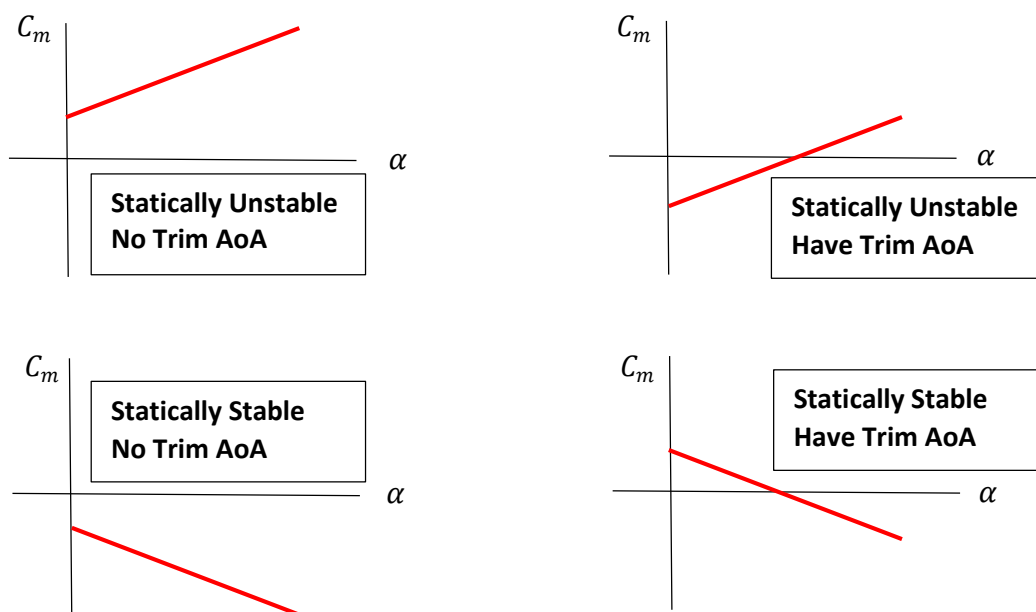 C_m
α
Statically Unstable
No Trim AoA
C_m
α
Statically Unstable
Have Trim AoA
C_m
Statically Stable
No Trim AoA
α
C_m
Statically Stable
Have Trim AoA
α